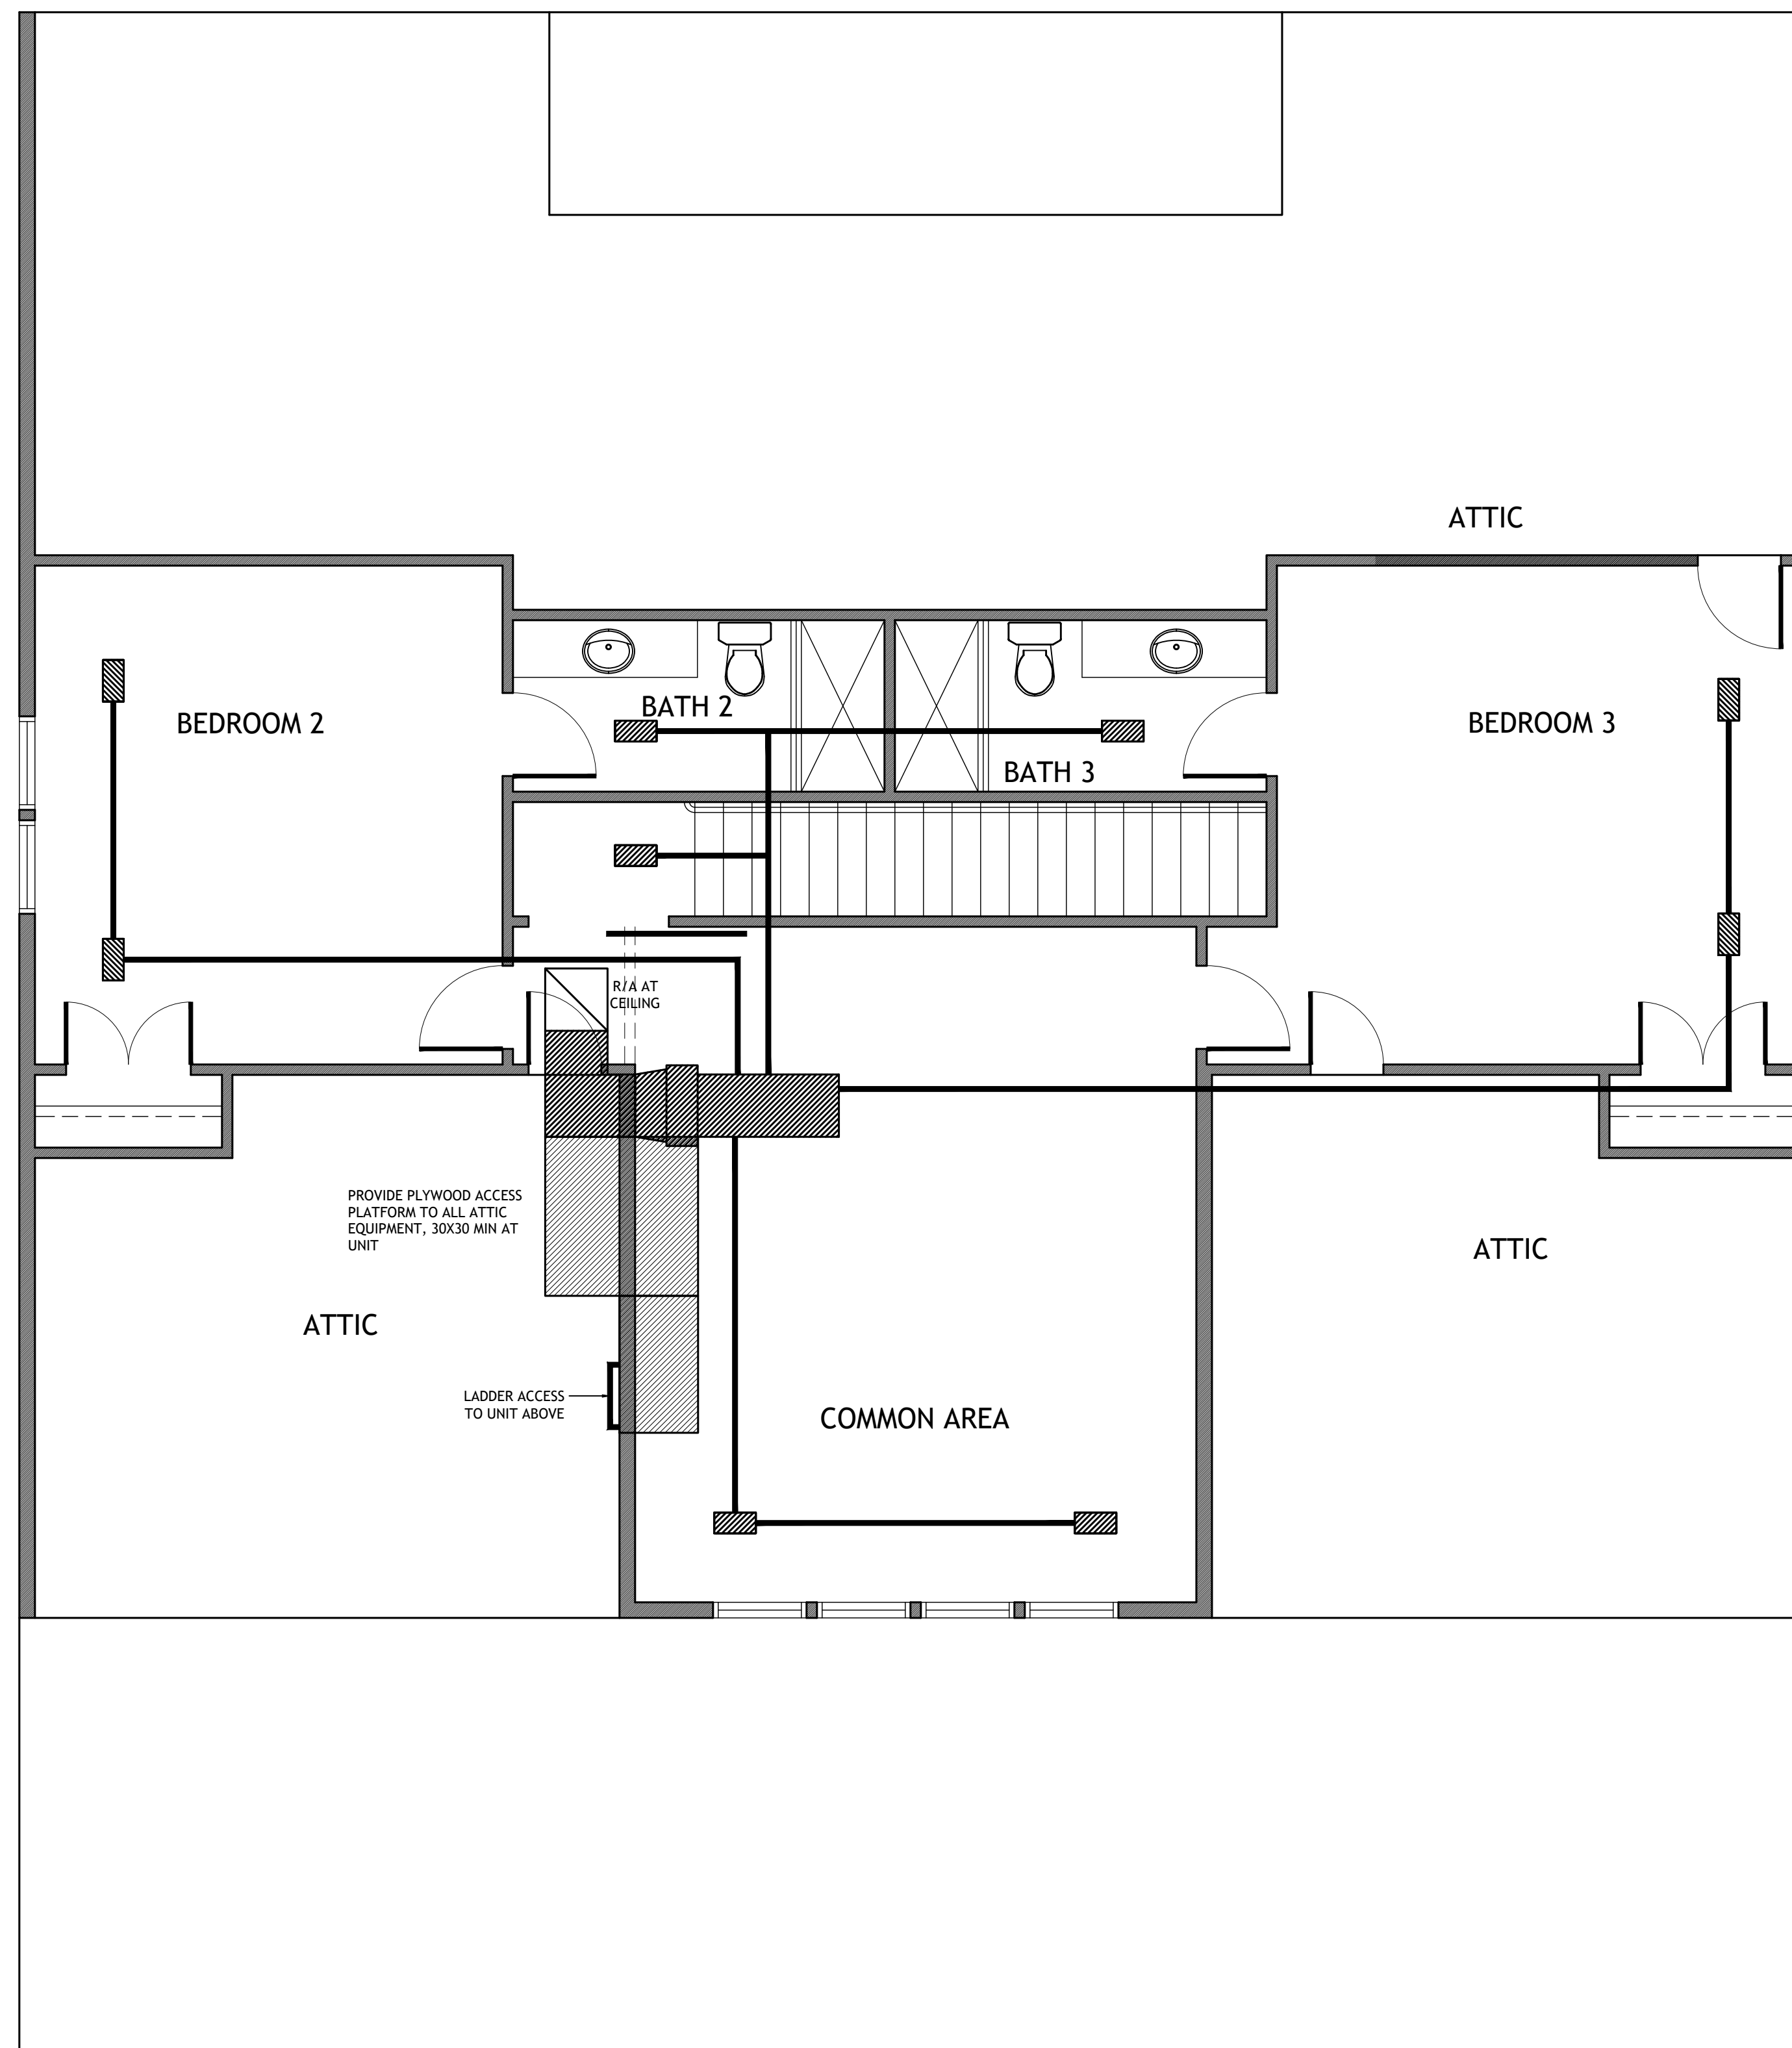 ATTIC
BEDROOM 2
BATH 2
BEDROOM 3
BATH 3
R/A AT
CEILING
PROVIDE PLYWOOD ACCESS
PLATFORM TO ALL ATTIC
EQUIPMENT, 30X30 MIN AT
UNIT
ATTIC
ATTIC
LADDER ACCESS
TO UNIT ABOVE
COMMON AREA